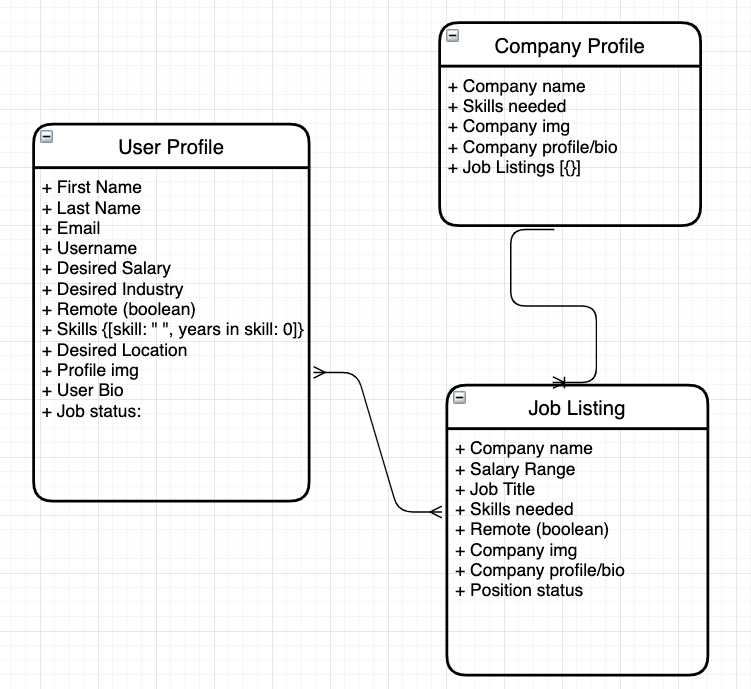 Company Profile
+ Company name
+ Skills needed
+ Company img
+ Company profile/bio
+ Job Listings [{}]
User Profile
+ First Name
+ Last Name
+ Email
+ Username
+ Desired Salary
+ Desired Industry
+ Remote (boolean)
+ Skills {[skill: " ", years in skill: 0]}
+ Desired Location
+ Profile img
+ User Bio
+ Job status:
Job Listing
+ Company name
+ Salary Range
+ Job Title
+ Skills needed
+ Remote (boolean)
+ Company img
+ Company profile/bio
+ Position status